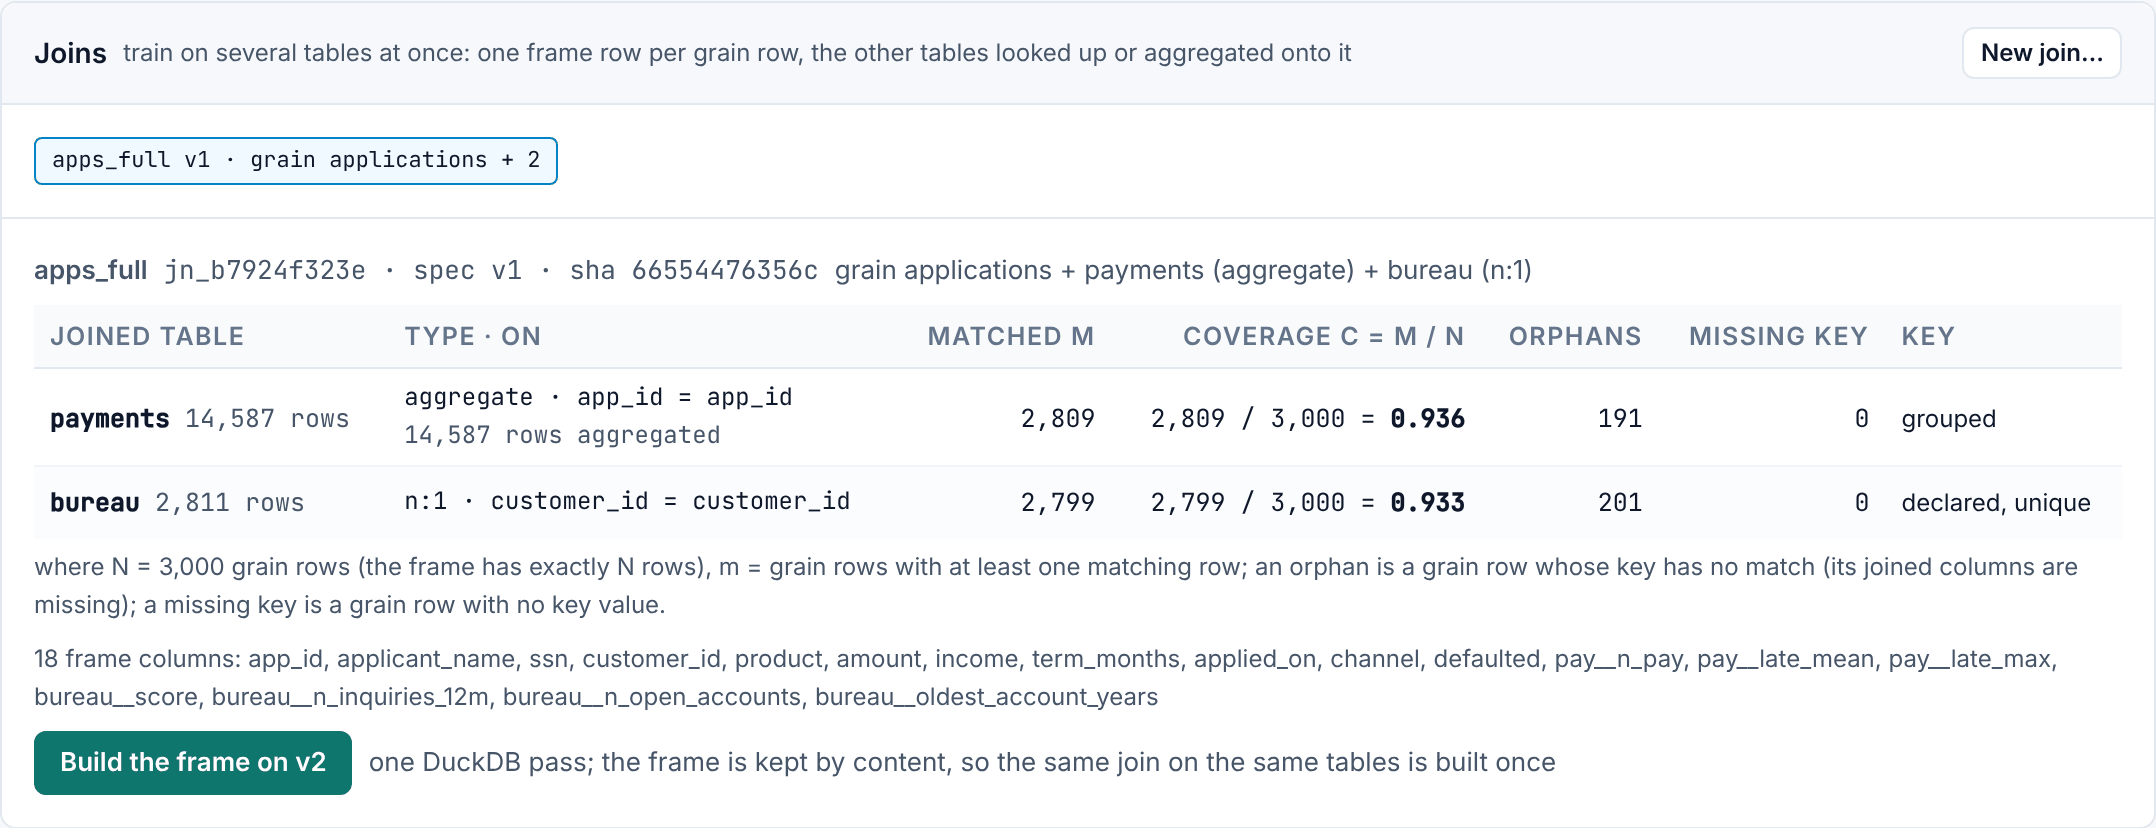 Joins train on several tables at once: one frame row per grain row, the other tables looked up or aggregated onto it New join...
apps_full v1 · grain applications + 2
apps_full jn_b7924f323e · spec v1 · sha 66554476356c grain applications + payments (aggregate) + bureau (n:1)
JOINED TABLE TYPE · ON MATCHED M COVERAGE C = M / N ORPHANS MISSING KEY KEY
payments 14,587 rows aggregate · app_id = app_id 2,809 2,809 / 3,000 = 0.936 191 0 grouped
14,587 rows aggregated
bureau 2,811 rows n:1 · customer_id = customer_id 2,799 2,799 / 3,000 = 0.933 201 0 declared, unique
where N = 3,000 grain rows (the frame has exactly N rows), m = grain rows with at least one matching row; an orphan is a grain row whose key has no match (its joined columns are
missing); a missing key is a grain row with no key value.
18 frame columns: app_id, applicant_name, ssn, customer_id, product, amount, income, term_months, applied_on, channel, defaulted, pay__n_pay, pay__late_mean, pay__late_max,
bureau__score, bureau__n_inquiries_12m, bureau__n_open_accounts, bureau__oldest_account_years
Build the frame on v2 one DuckDB pass; the frame is kept by content, so the same join on the same tables is built once